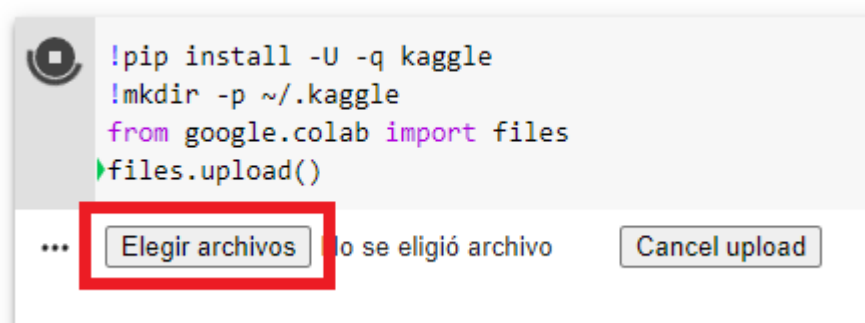 !pip install -U -q kaggle
!mkdir -p ~/.kaggle
from google.colab import files
files.upload()
Elegir archivos No se eligió archivo Cancel upload